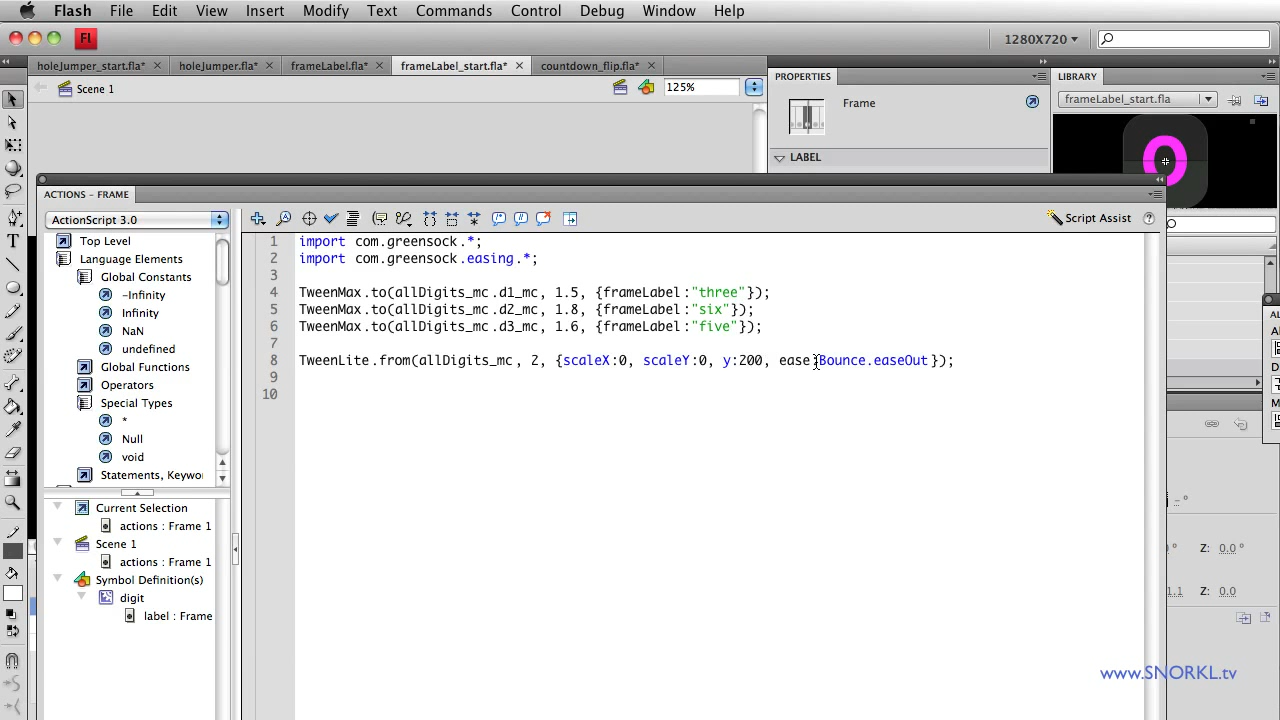 Flash File Edit View Insert Modify Text Commands Control Debug Window Help
Fl 1280X720
holeJumper_start.fla* holeJumper.fla* frameLabel.fla* frameLabel_start.fla* countdown_flip.fla*
Scene 1 125%
PROPERTIES
Frame
LABEL
LIBRARY
frameLabel_start.fla
0
ACTIONS – FRAME
ActionScript 3.0
Script Assist
Top Level
Language Elements
Global Constants
-Infinity
Infinity
NaN
undefined
Global Functions
Operators
Special Types
*
Null
void
Statements, Keywo
Current Selection
actions : Frame 1
Scene 1
actions : Frame 1
Symbol Definition(s)
digit
label : Frame
1 import com.greensock.*;
2 import com.greensock.easing.*;
3
4 TweenMax.to(allDigits_mc.d1_mc, 1.5, {frameLabel:"three"});
5 TweenMax.to(allDigits_mc.d2_mc, 1.8, {frameLabel:"six"});
6 TweenMax.to(allDigits_mc.d3_mc, 1.6, {frameLabel:"five"});
7
8 TweenLite.from(allDigits_mc, 2, {scaleX:0, scaleY:0, y:200, ease:Bounce.easeOut});
9
10
Z: 0.0 °
1.1 Z: 0.0
www.SNORKL.tv